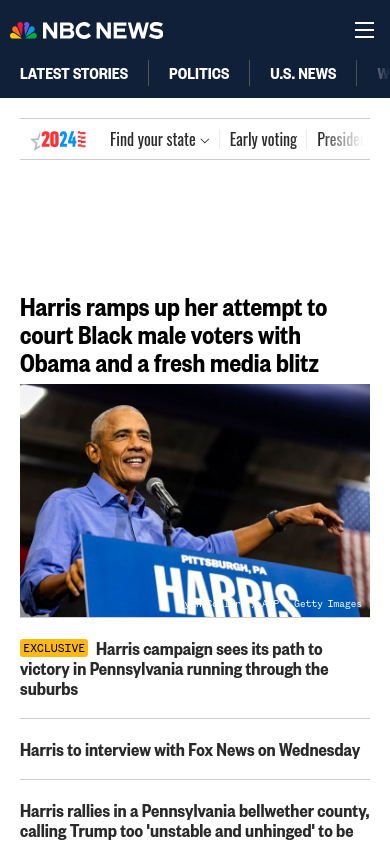 NBC NEWS
LATEST STORIES
POLITICS
U.S. NEWS
2024
Find your state
Early voting
Harris ramps up her attempt to
court Black male voters with
Obama and a fresh media blitz
PITTSBURGH, PA
HARRIS
Getty Images
EXCLUSIVE Harris campaign sees its path to
victory in Pennsylvania running through the
suburbs
Harris to interview with Fox News on Wednesday
Harris rallies in a Pennsylvania bellwether county,
calling Trump too 'unstable and unhinged' to be